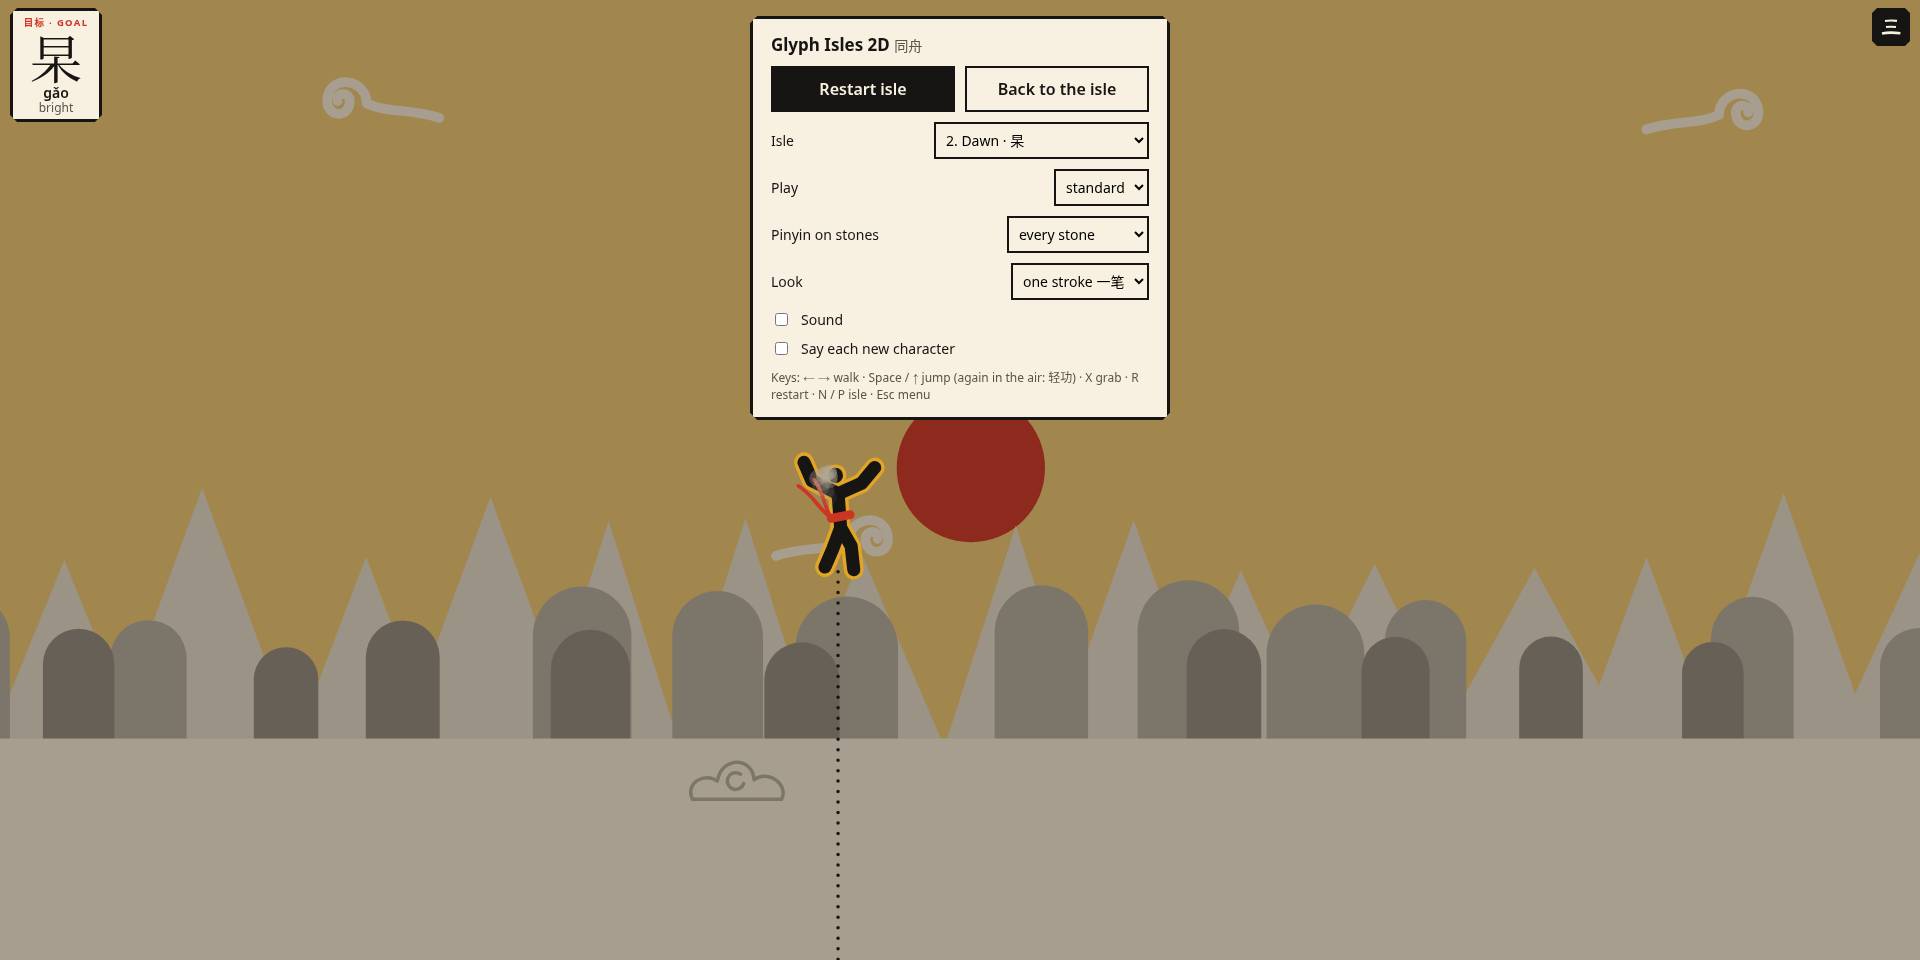 目标 · GOAL
杲
gǎo
bright
三
Glyph Isles 2D 同舟
Restart isle
Back to the isle
Isle
2. Dawn · 杲
Play
standard
Pinyin on stones
every stone
Look
one stroke 一笔
Sound
Say each new character
Keys: ← → walk · Space / ↑ jump (again in the air: 轻功) · X grab · R
restart · N / P isle · Esc menu